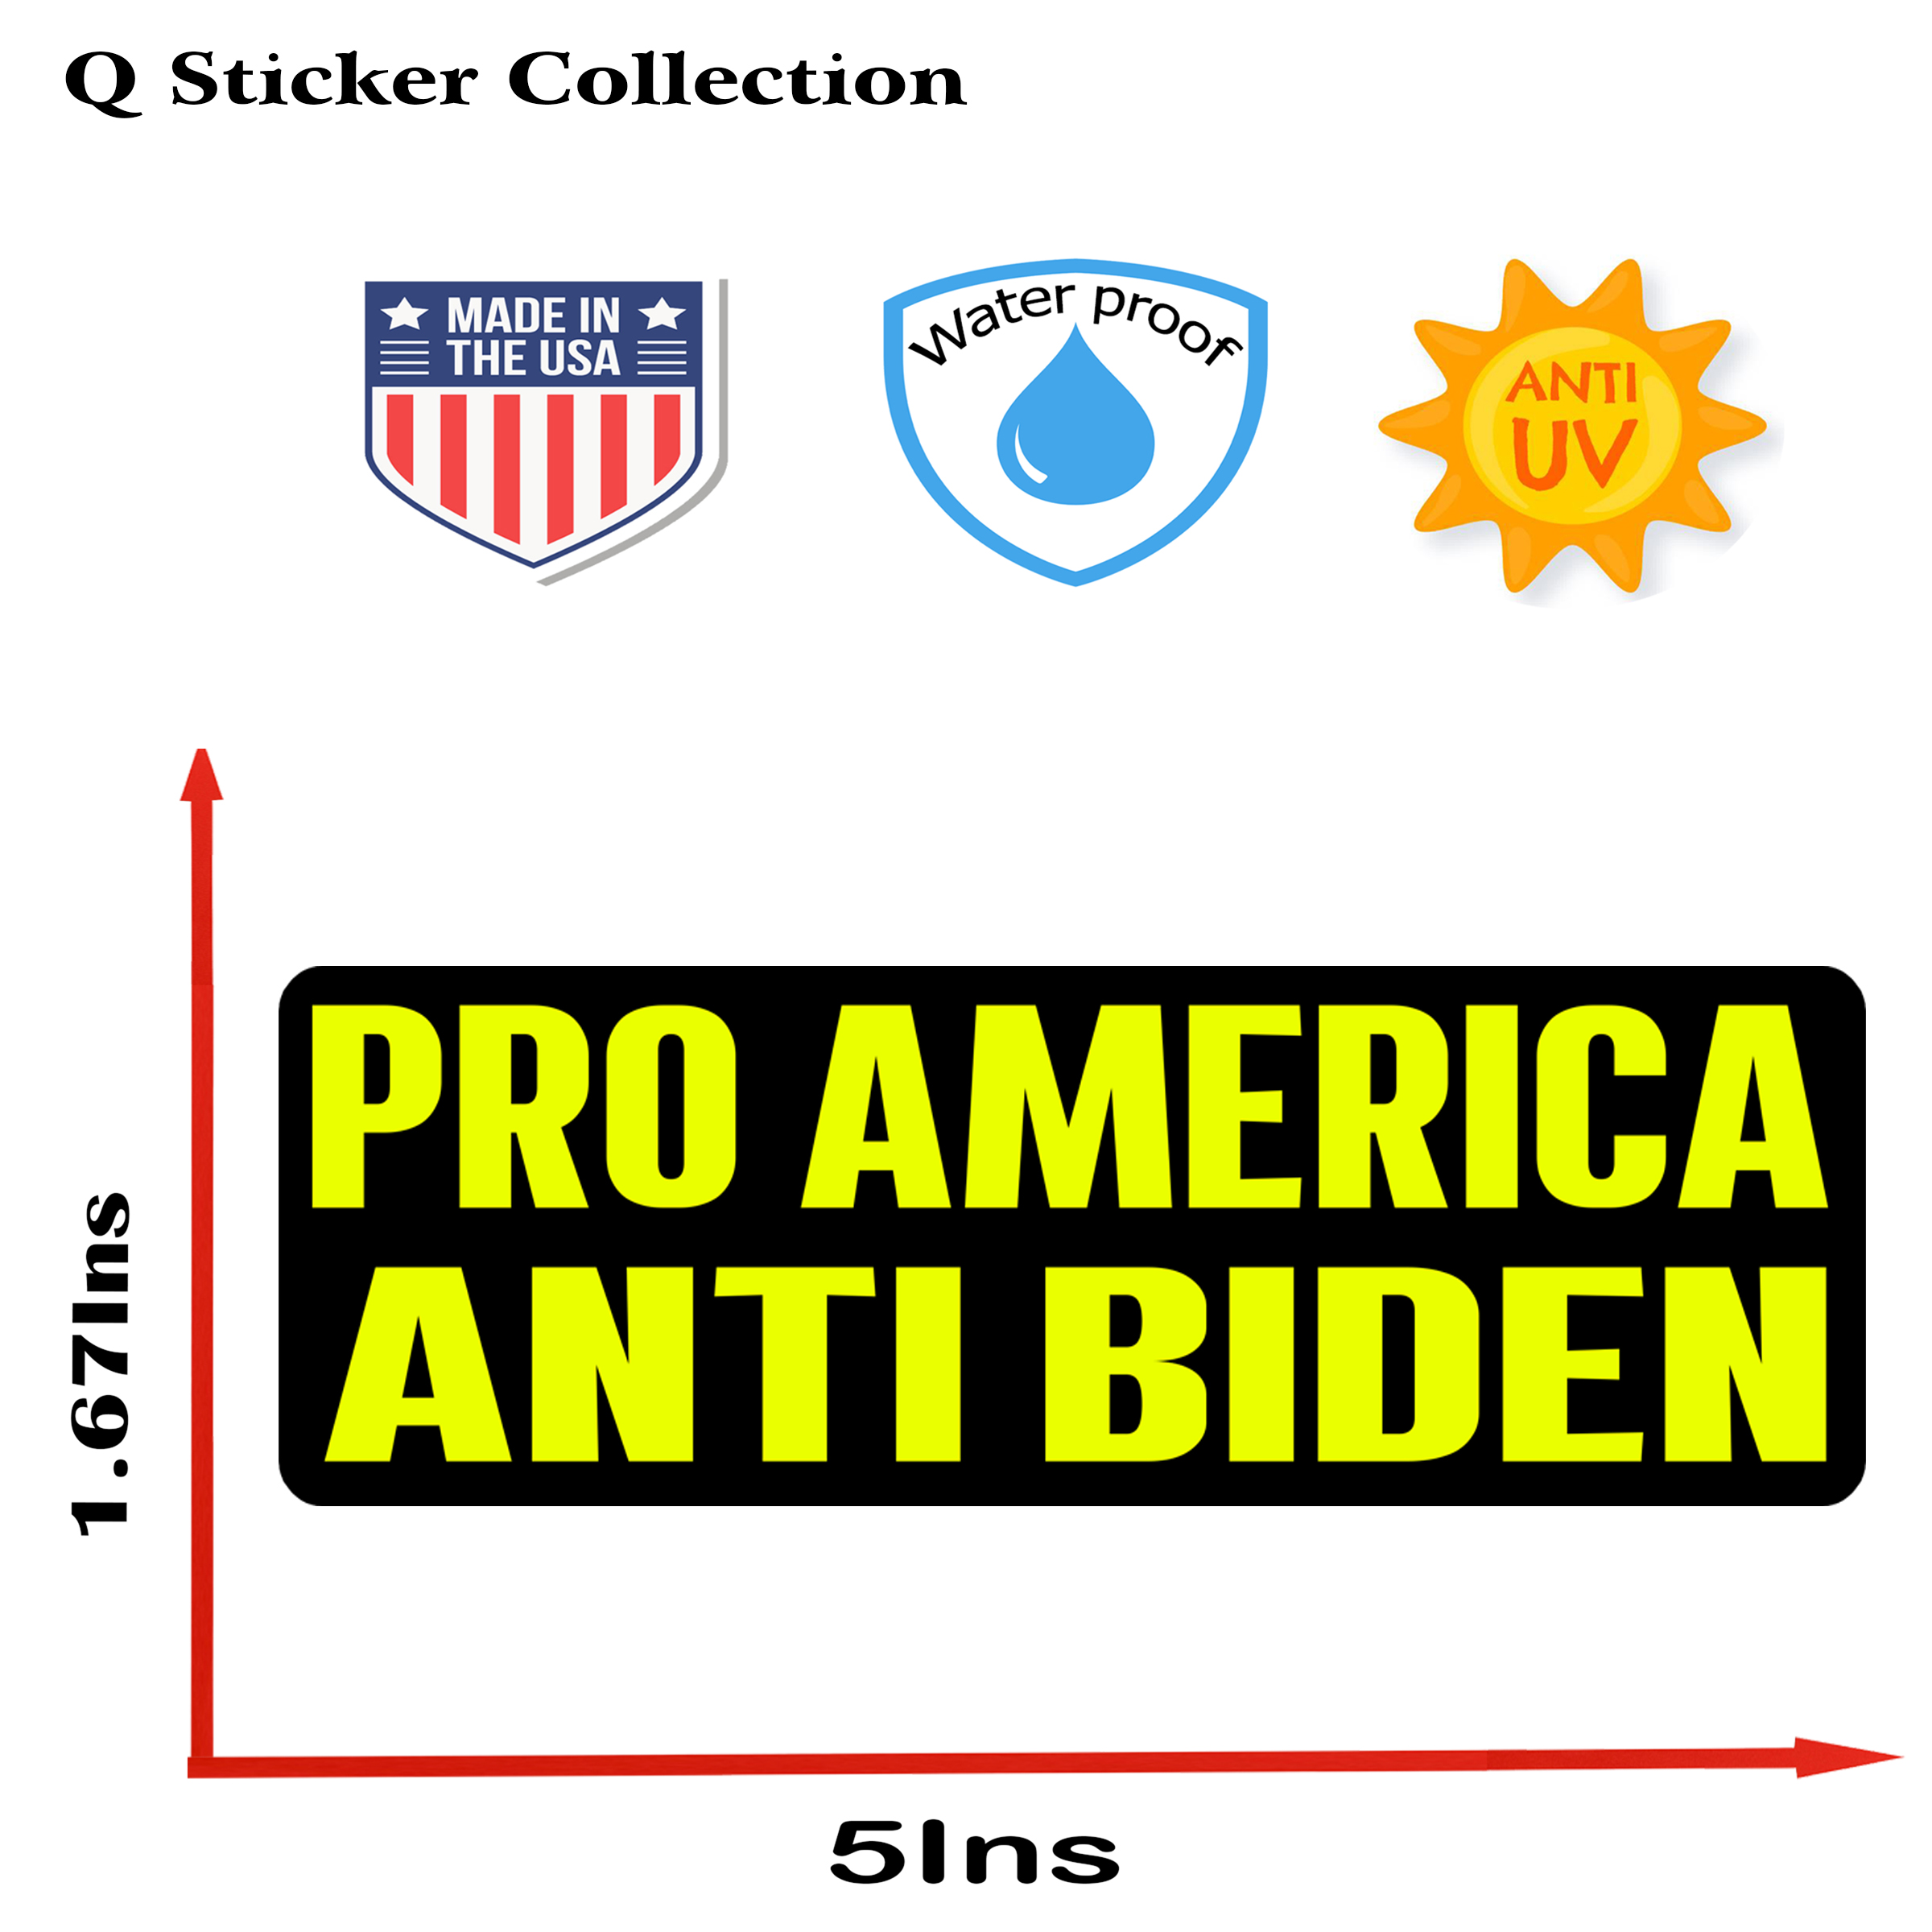 Q Sticker Collection
MADE IN
THE USA
Water proof
ANTI
UV
1.67Ins
PRO AMERICA
ANTI BIDEN
5Ins